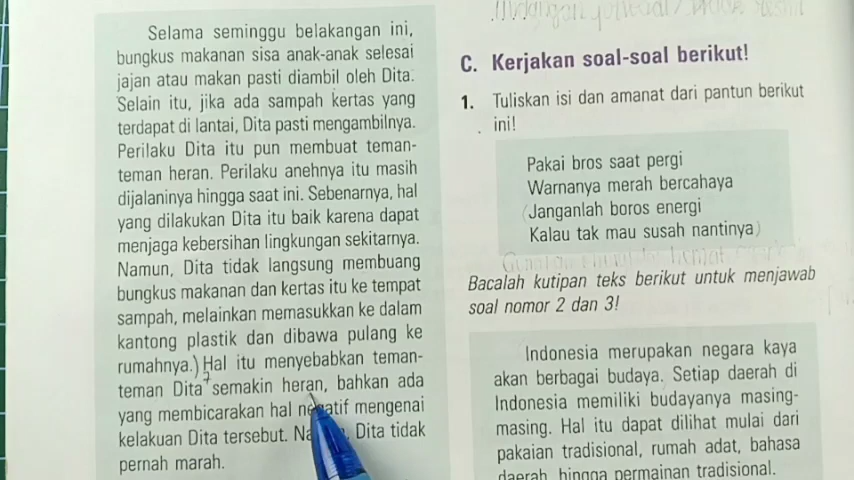 Selama seminggu belakangan ini,
bungkus makanan sisa anak-anak selesai
jajan atau makan pasti diambil oleh Dita.
Selain itu, jika ada sampah kertas yang
terdapat di lantai, Dita pasti mengambilnya.
Perilaku Dita itu pun membuat teman-
teman heran. Perilaku anehnya itu masih
dijalaninya hingga saat ini. Sebenarnya, hal
yang dilakukan Dita itu baik karena dapat
menjaga kebersihan lingkungan sekitarnya.
Namun, Dita tidak langsung membuang
bungkus makanan dan kertas itu ke tempat
sampah, melainkan memasukkan ke dalam
kantong plastik dan dibawa pulang ke
rumahnya.) Hal itu menyebabkan teman-
teman Dita semakin heran, bahkan ada
yang membicarakan hal negatif mengenai
kelakuan Dita tersebut. Dita tidak
pernah marah.
C. Kerjakan soal-soal berikut!
1. Tuliskan isi dan amanat dari pantun berikut
ini!
Pakai bros saat pergi
Warnanya merah bercahaya
(Janganlah boros energi
Kalau tak mau susah nantinya)
Bacalah kutipan teks berikut untuk menjawab
soal nomor 2 dan 3!
Indonesia merupakan negara kaya
akan berbagai budaya. Setiap daerah di
Indonesia memiliki budayanya masing-
masing. Hal itu dapat dilihat mulai dari
pakaian tradisional, rumah adat, bahasa
daerah, hingga permainan tradisional.